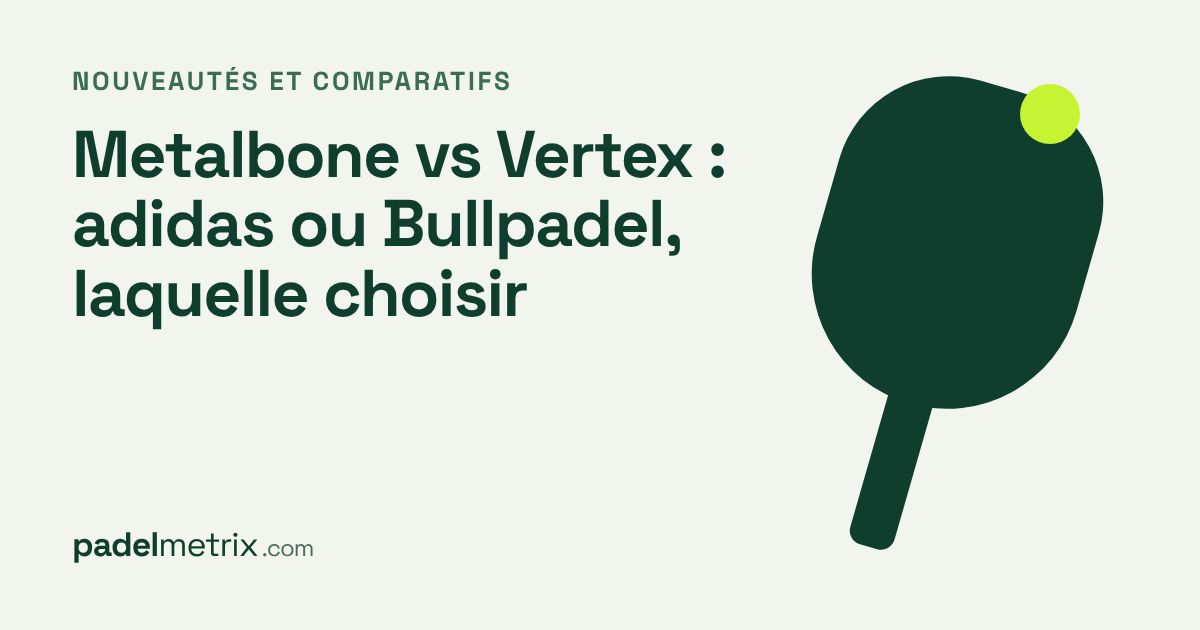 NOUVEAUTÉS ET COMPARATIFS
Metalbone vs Vertex :
adidas ou Bullpadel,
laquelle choisir
padelmetrix.com